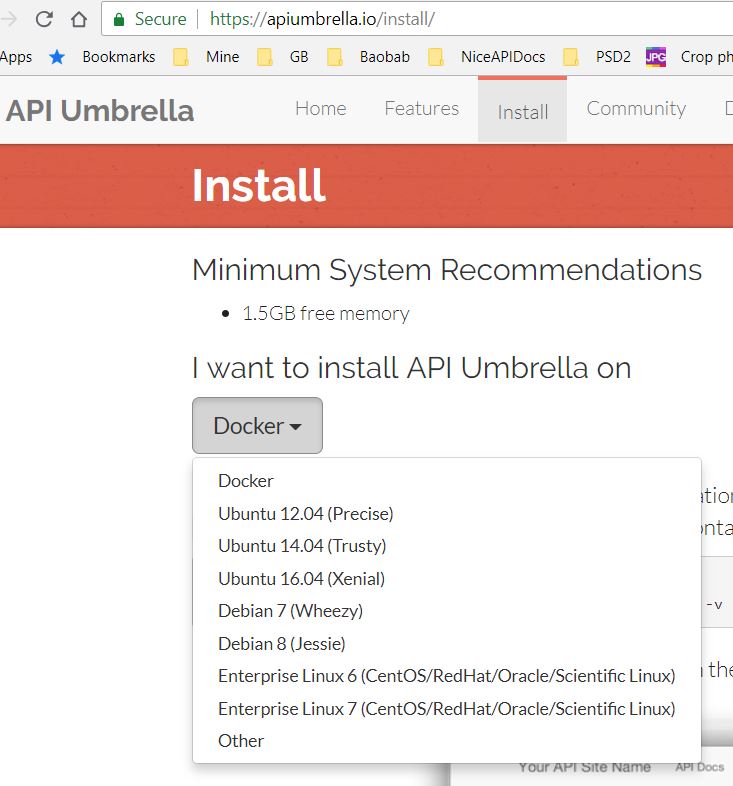 Secure https://apiumbrella.io/install/
Apps Bookmarks Mine GB Baobab NiceAPIDocs PSD2 JPG Crop ph
API Umbrella Home Features Install Community D
Install
Minimum System Recommendations
1.5GB free memory
I want to install API Umbrella on
Docker
Docker
Ubuntu 12.04 (Precise)
ation
Ubuntu 14.04 (Trusty)
onta
Ubuntu 16.04 (Xenial)
Debian 7 (Wheezy)
-v
Debian 8 (Jessie)
Enterprise Linux 6 (CentOS/RedHat/Oracle/Scientific Linux)
the
Enterprise Linux 7 (CentOS/RedHat/Oracle/Scientific Linux)
Other
Your API Site Name API Docs